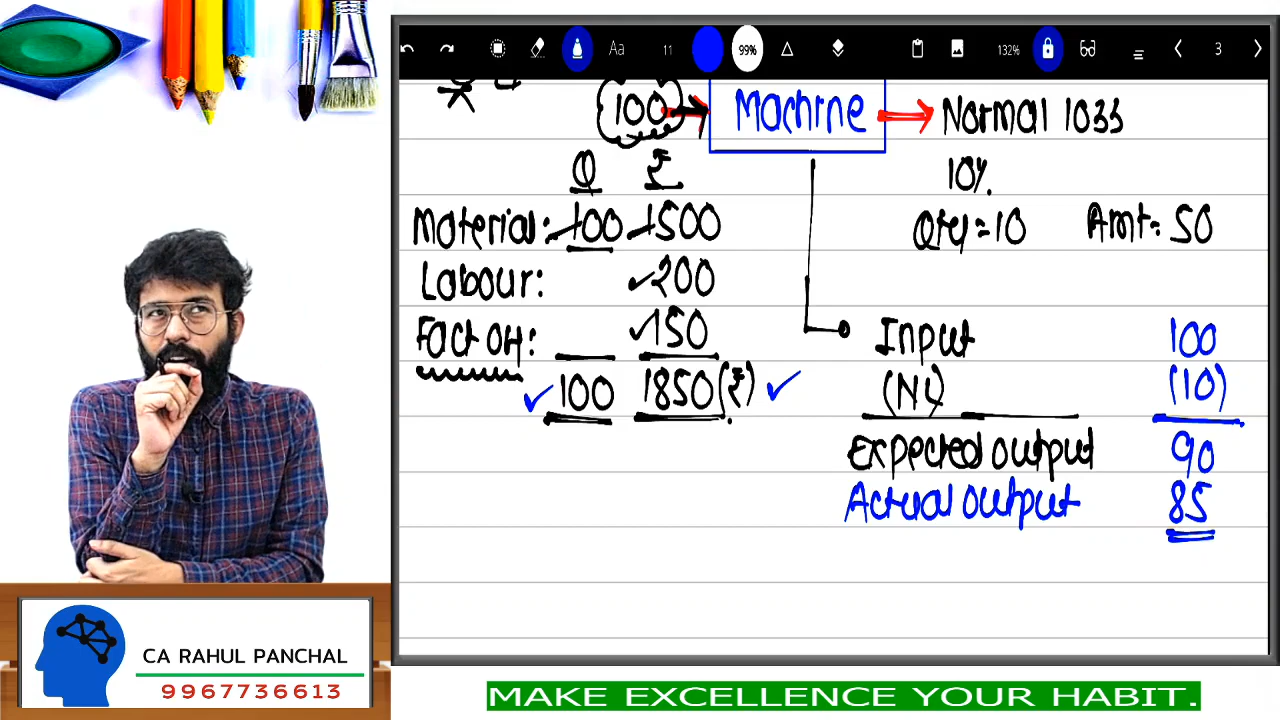 Aa 11 99% 132% 3
100 Machine Normal loss
Q ₹ 10%
Material: 100 1500 Qty = 10 Amt = 50
Labour: 200
Fact OH: 150 Input 100
100 1850 (₹) (NL) (10)
Expected output 90
Actual output 85
CA RAHUL PANCHAL
9967736613
MAKE EXCELLENCE YOUR HABIT.